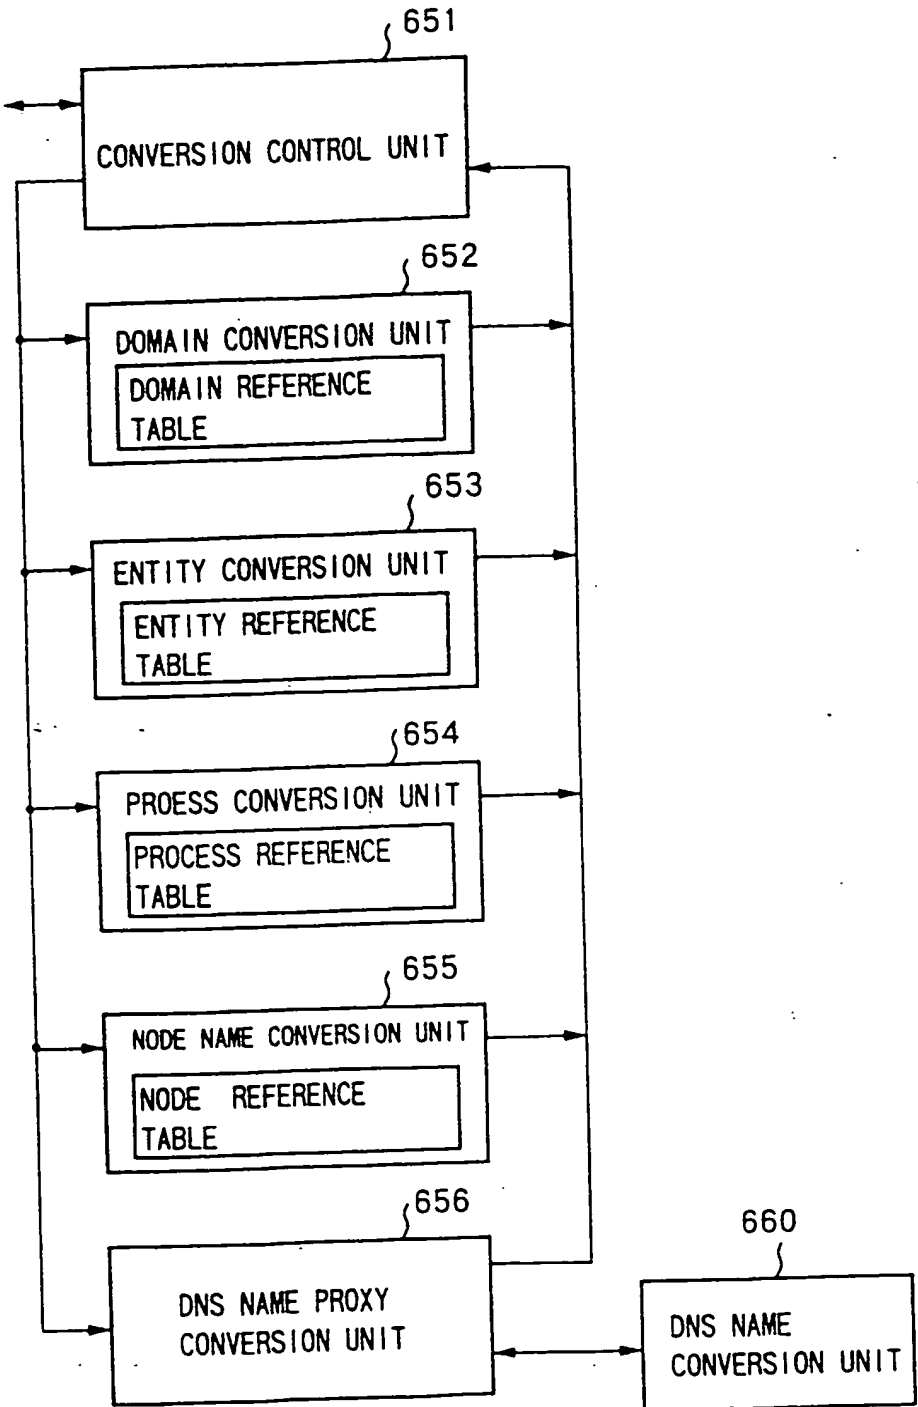 651
CONVERSION CONTROL UNIT
652
DOMAIN CONVERSION UNIT
DOMAIN REFERENCE
TABLE
653
ENTITY CONVERSION UNIT
ENTITY REFERENCE
TABLE
654
PROESS CONVERSION UNIT
PROCESS REFERENCE
TABLE
655
NODE NAME CONVERSION UNIT
NODE REFERENCE
TABLE
656
DNS NAME PROXY
CONVERSION UNIT
660
DNS NAME
CONVERSION UNIT